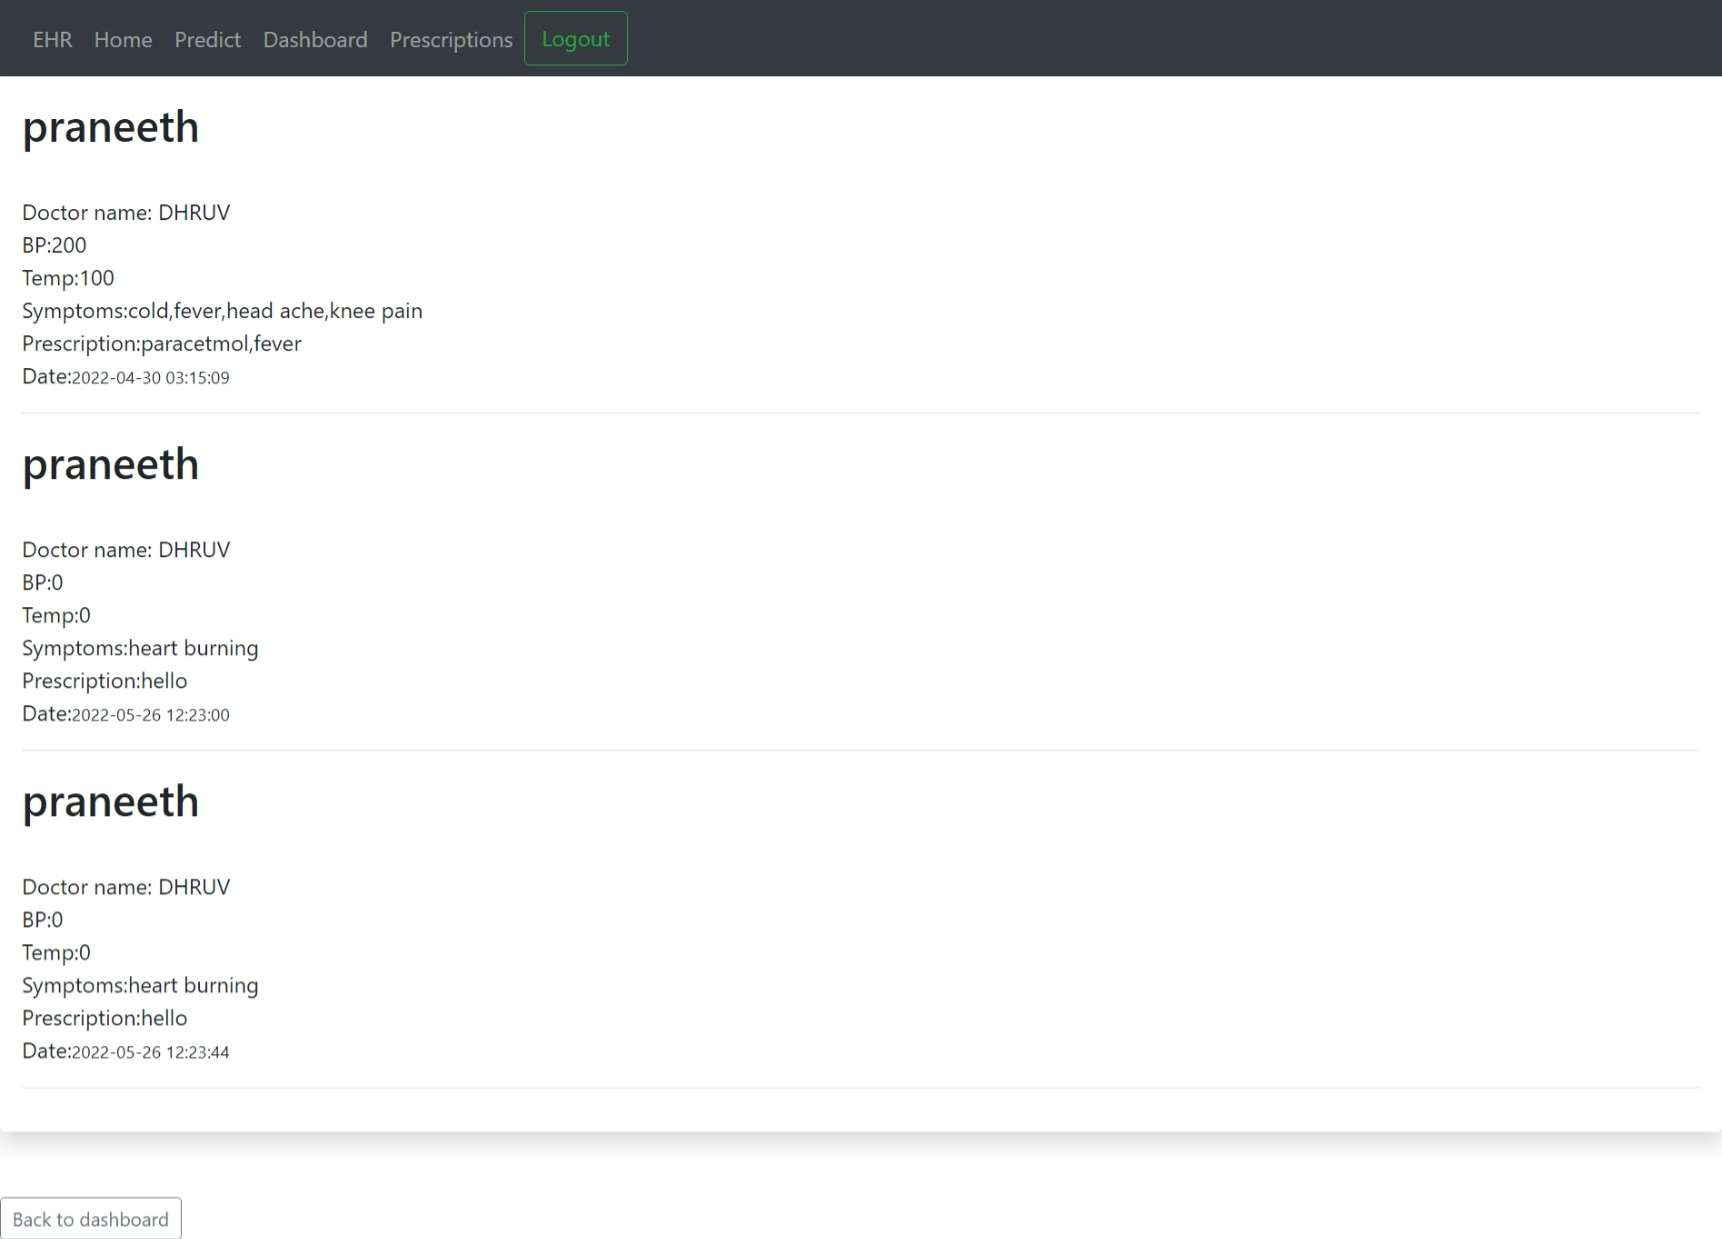 EHR Home Predict Dashboard Prescriptions Logout
praneeth
Doctor name: DHRUV
BP:200
Temp:100
Symptoms:cold,fever,head ache,knee pain
Prescription:paracetmol,fever
Date:2022-04-30 03:15:09
praneeth
Doctor name: DHRUV
BP:0
Temp:0
Symptoms:heart burning
Prescription:hello
Date:2022-05-26 12:23:00
praneeth
Doctor name: DHRUV
BP:0
Temp:0
Symptoms:heart burning
Prescription:hello
Date:2022-05-26 12:23:44
Back to dashboard